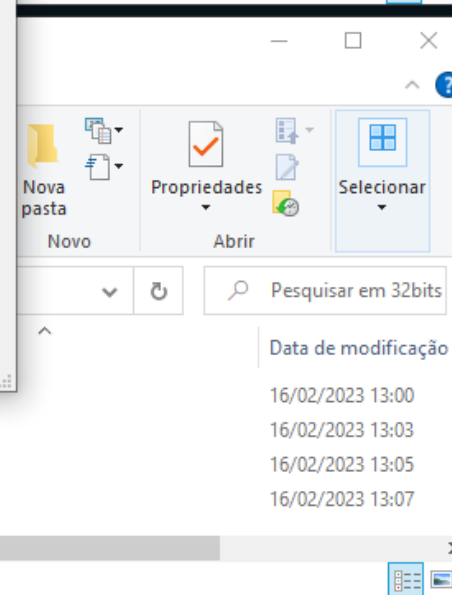 ?
Nova
pasta
Propriedades
Selecionar
Novo
Abrir
Pesquisar em 32bits
Data de modificação
16/02/2023 13:00
16/02/2023 13:03
16/02/2023 13:05
16/02/2023 13:07